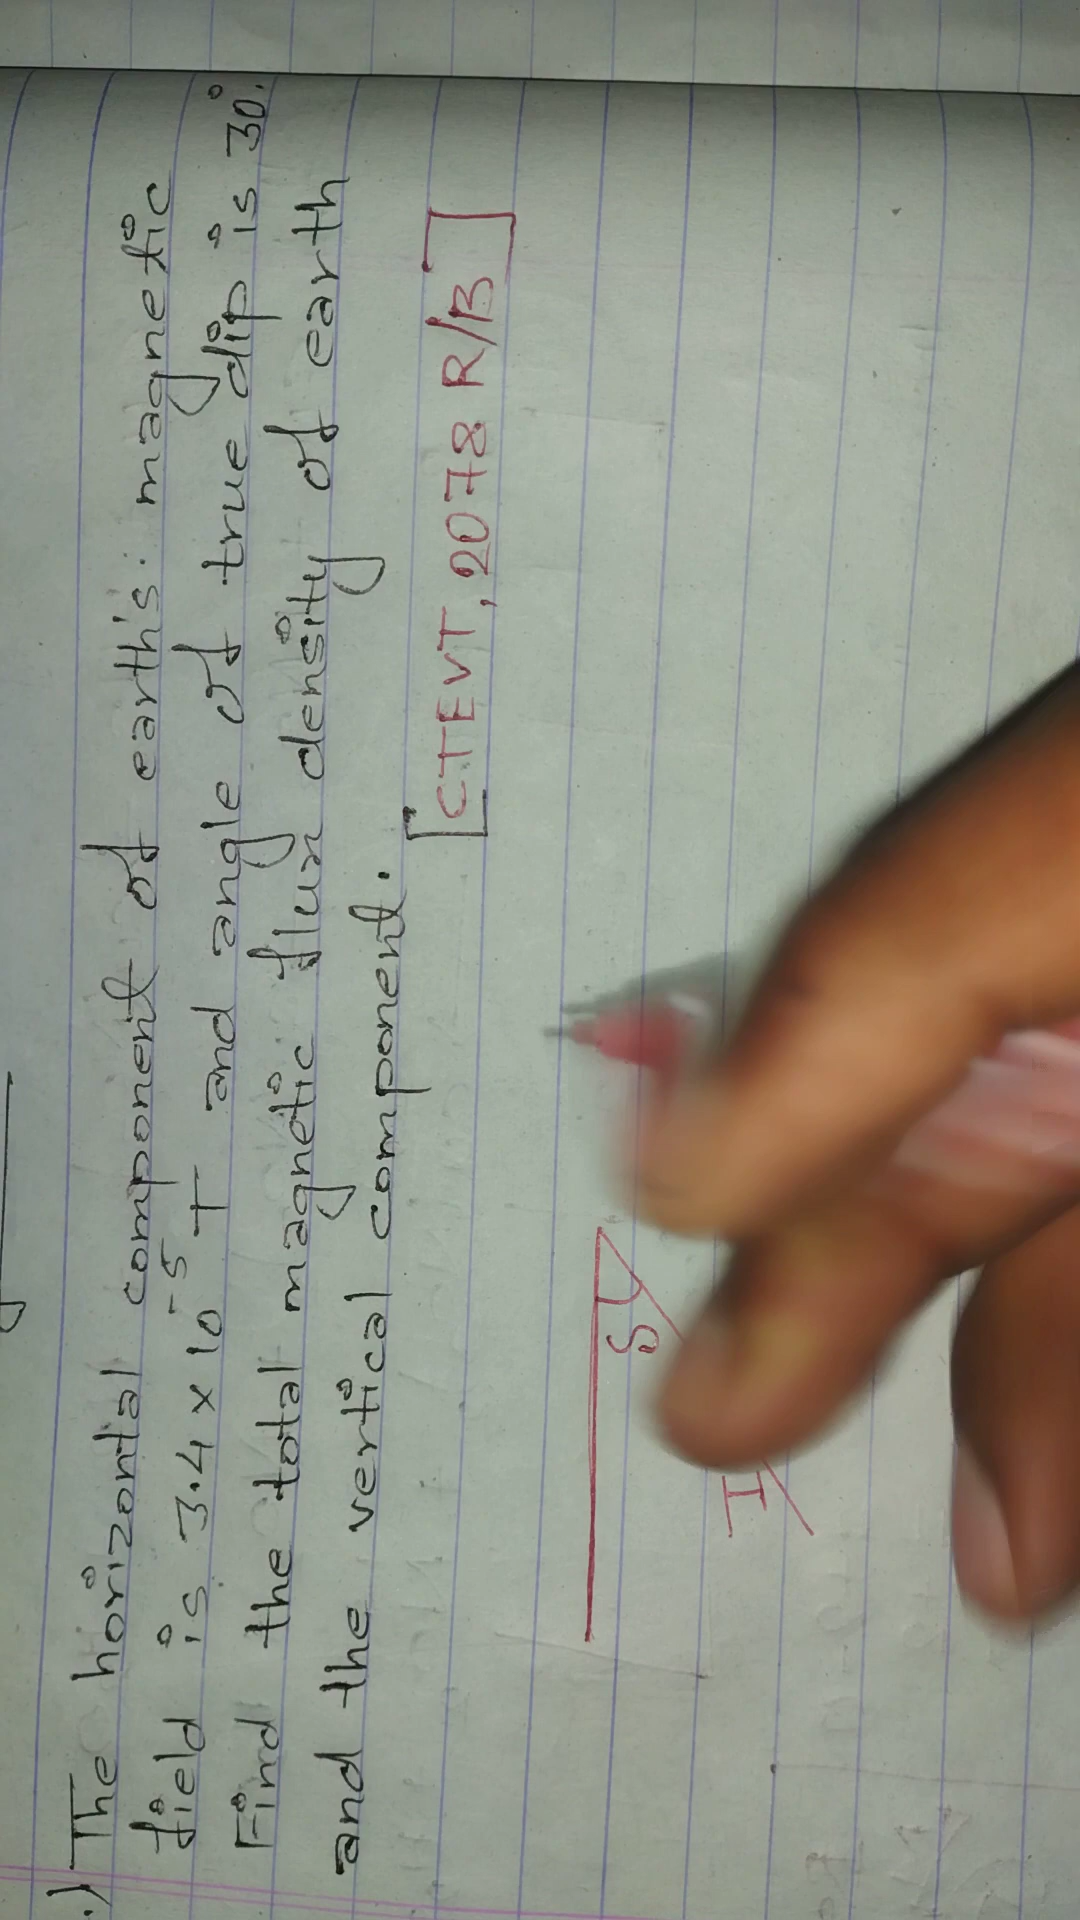 .) The horizontal component of earth's magnetic
field is 3.4 × 10⁻⁵ T and angle of true dip is 30°.
Find the total magnetic flux density of earth
and the vertical component.
[CTEVT, 2078 R/B]
δ
I